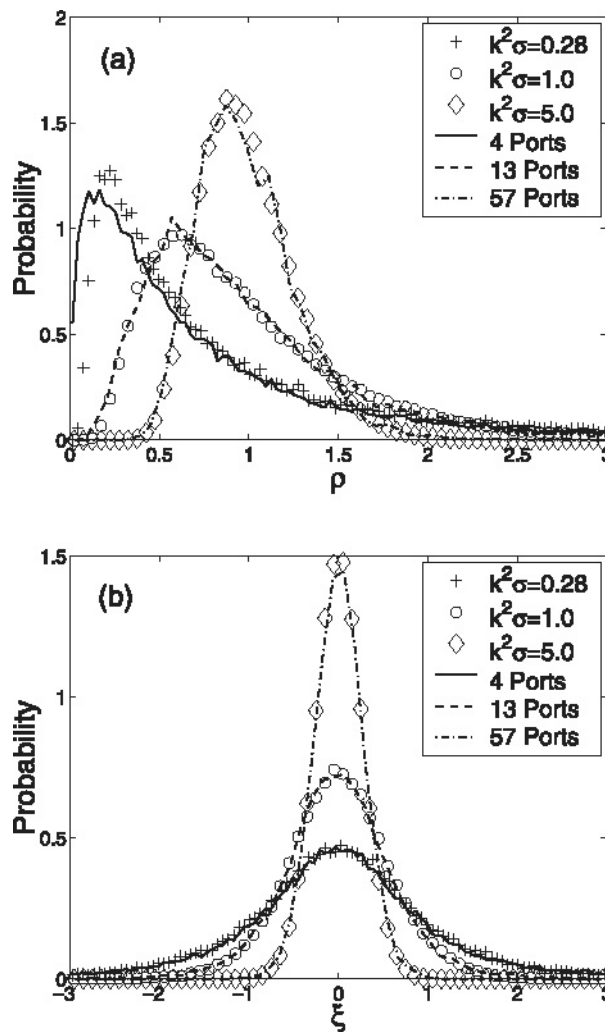 2
(a)
+ k²σ=0.28
○ k²σ=1.0
◇ k²σ=5.0
4 Ports
13 Ports
57 Ports
1.5
1
0.5
0
Probability
0 0.5 1 1.5 2 2.5 3
ρ
1.5
(b)
+ k²σ=0.28
○ k²σ=1.0
◇ k²σ=5.0
4 Ports
13 Ports
57 Ports
1
0.5
0
Probability
−3 −2 −1 0 1 2 3
ξ